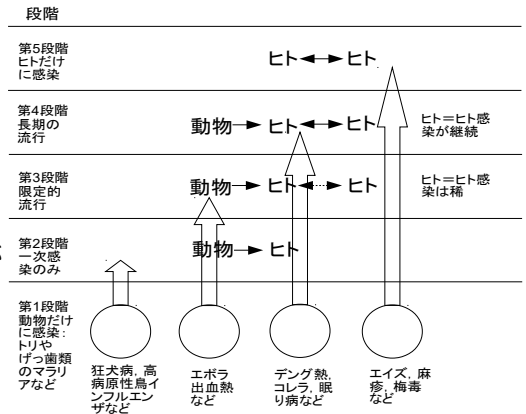 段階
第5段階
ヒトだけ
に感染
ヒト ヒト
第4段階
長期の
流行
動物 ヒト ヒト
ヒト＝ヒト感
染が継続
第3段階
限定的
流行
動物 ヒト ヒト
ヒト＝ヒト感
染は稀
第2段階
一次感
染のみ
動物 ヒト
第1段階
動物だけ
に感染:
トリや
げっ歯類
のマラリ
アなど
狂犬病, 高
病原性鳥イ
ンフルエン
ザなど
エボラ
出血熱
など
デング熱,
コレラ, 眠
り病など
エイズ, 麻
疹, 梅毒
など